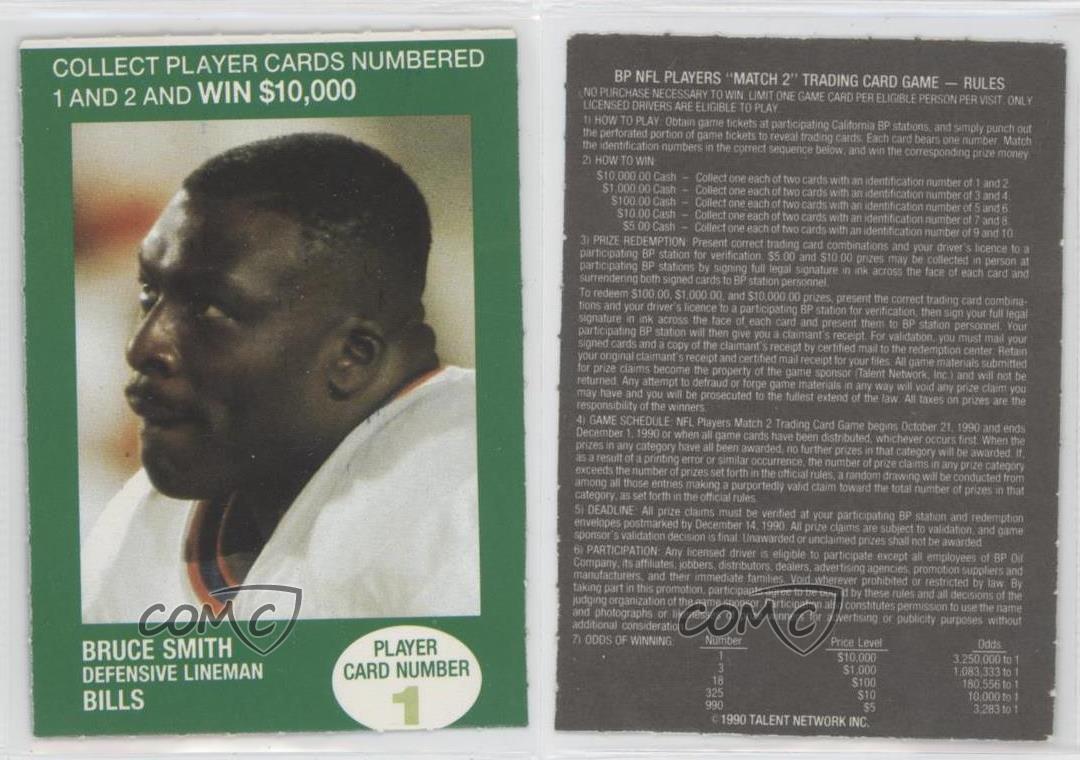 COLLECT PLAYER CARDS NUMBERED
1 AND 2 AND WIN $10,000
COMC
BRUCE SMITH
DEFENSIVE LINEMAN
BILLS
PLAYER
CARD NUMBER
1
BP NFL PLAYERS "MATCH 2" TRADING CARD GAME — RULES
NO PURCHASE NECESSARY TO WIN. LIMIT ONE GAME CARD PER ELIGIBLE PERSON PER VISIT. ONLY
LICENSED DRIVERS ARE ELIGIBLE TO PLAY.
1) HOW TO PLAY: Obtain game tickets at participating California BP stations, and simply punch out
the perforated portion of game tickets to reveal trading cards. Each card bears one number. Match
the identification numbers in the correct sequence below, and win the corresponding prize money.
2) HOW TO WIN:
$10,000.00 Cash – Collect one each of two cards with an identification number of 1 and 2.
$1,000.00 Cash – Collect one each of two cards with an identification number of 3 and 4.
$100.00 Cash – Collect one each of two cards with an identification number of 5 and 6.
$10.00 Cash – Collect one each of two cards with an identification number of 7 and 8.
$5.00 Cash – Collect one each of two cards with an identification number of 9 and 10.
3) PRIZE REDEMPTION: Present correct trading card combinations and your driver's licence to a
participating BP station for verification. $5.00 and $10.00 prizes may be collected in person at
participating BP stations by signing full legal signature in ink across the face of each card and
surrendering both signed cards to BP station personnel.
To redeem $100.00, $1,000.00, and $10,000.00 prizes, present the correct trading card combina-
tions and your driver's licence to a participating BP station for verification, then sign your full legal
signature in ink across the face of each card and present them to BP station personnel. Your
participating BP station will then give you a claimant's receipt. For validation, you must mail your
signed cards and a copy of the claimant's receipt by certified mail to the redemption center. Retain
your original claimant's receipt and certified mail receipt for your files. All game materials submitted
for prize claims become the property of the game sponsor (Talent Network, Inc.) and will not be
returned. Any attempt to defraud or forge game materials in any way will void any prize claim you
may have and you will be prosecuted to the fullest extend of the law. All taxes on prizes are the
responsibility of the winners.
4) GAME SCHEDULE: NFL Players Match 2 Trading Card Game begins October 21, 1990 and ends
December 1, 1990 or when all game cards have been distributed, whichever occurs first. When the
prizes in any category have all been awarded, no further prizes in that category will be awarded. If,
as a result of a printing error or similar occurrence, the number of prize claims in any prize category
exceeds the number of prizes set forth in the official rules, a random drawing will be conducted from
among all those entries making a purportedly valid claim toward the total number of prizes in that
category, as set forth in the official rules.
5) DEADLINE: All prize claims must be verified at your participating BP station and redemption
envelopes postmarked by December 14, 1990. All prize claims are subject to validation, and game
sponsor's validation decision is final. Unawarded or unclaimed prizes shall not be awarded.
6) PARTICIPATION: Any licensed driver is eligible to participate except all employees of BP Oil
Company, its affiliates, jobbers, distributors, dealers, advertising agencies, promotion suppliers and
manufacturers, and their immediate families. Void wherever prohibited or restricted by law. By
taking part in this promotion, participants to be by these rules and all decisions of the
judging organization of the constitutes permission to use the name
and photographs or for advertising or publicity purposes without
additional consideration
COMC
7) ODDS OF WINNING: Number Price Level Odds
1 $10,000 3,250,000 to 1
3 $1,000 1,083,333 to 1
18 $100 180,556 to 1
325 $10 10,000 to 1
990 $5 3,283 to 1
© 1990 TALENT NETWORK INC.